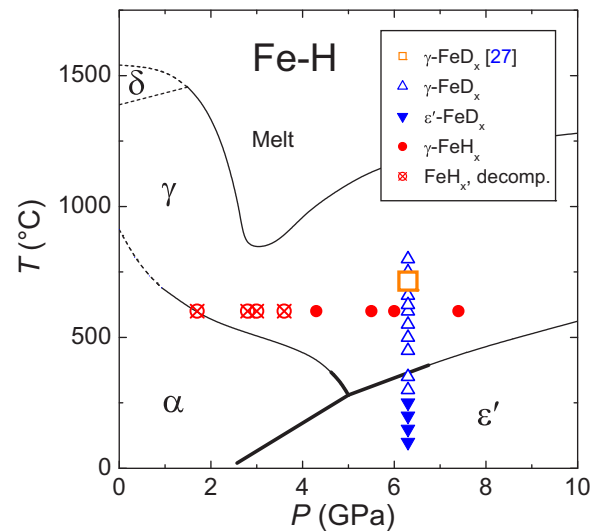 Fe-H
γ-FeDx [27]
γ-FeDx
ε′-FeDx
γ-FeHx
FeHx, decomp.
δ
Melt
γ
α
ε′
1500
1000
500
0
0 2 4 6 8 10
T (°C)
P (GPa)